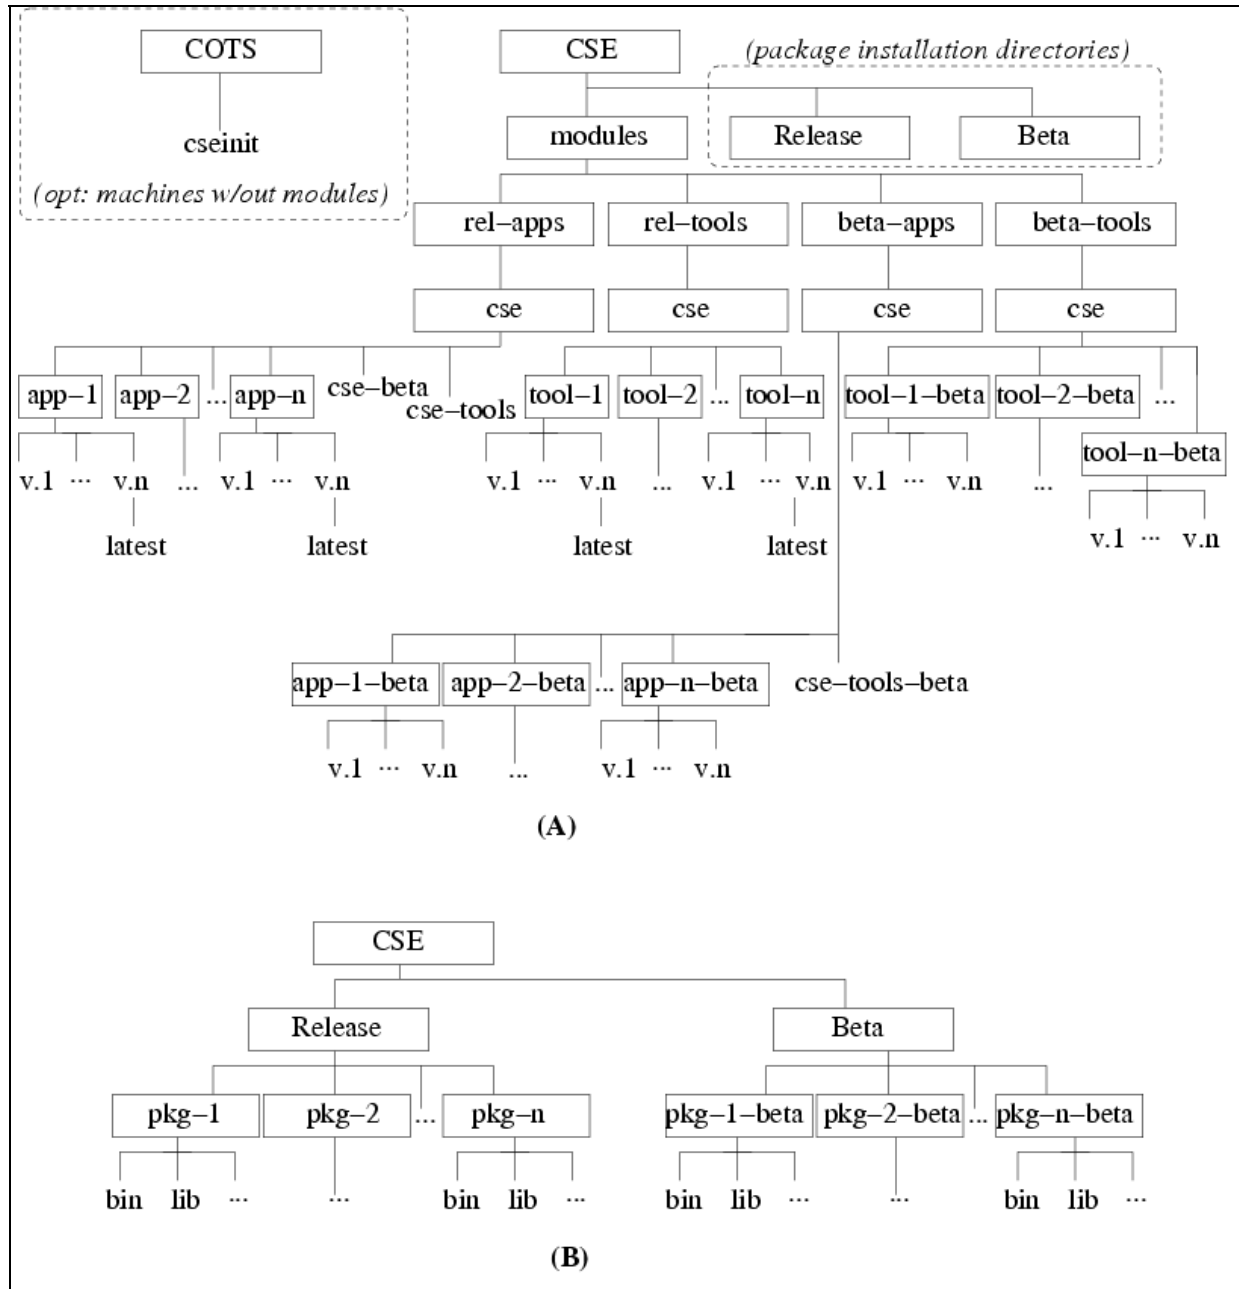 COTS CSE (package installation directories)
cseinit modules Release Beta
(opt: machines w/out modules)
rel–apps rel–tools beta–apps beta–tools
cse cse cse cse
app–1 app–2 ... app–n cse–beta cse–tools tool–1 tool–2 ... tool–n tool–1–beta tool–2–beta ...
tool–n–beta
v.1 ... v.n ... v.1 ... v.n v.1 ... v.n ... v.1 ... v.n v.1 ... v.n ...
v.1 ... v.n
latest latest latest latest
app–1–beta app–2–beta ... app–n–beta cse–tools–beta
v.1 ... v.n ... v.1 ... v.n
(A)
CSE
Release Beta
pkg–1 pkg–2 ... pkg–n pkg–1–beta pkg–2–beta ... pkg–n–beta
bin lib ... ... bin lib ... bin lib ... ... bin lib ...
(B)